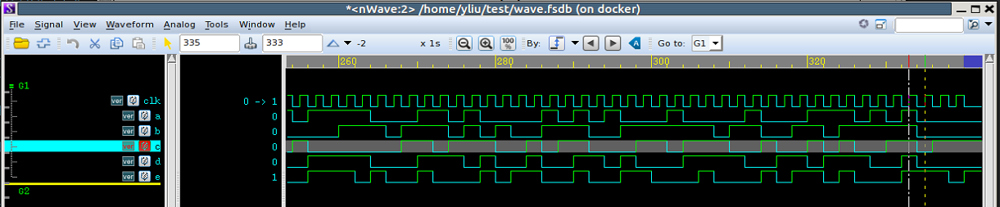 *<nWave:2> /home/yliu/test/wave.fsdb (on docker)
File Signal View Waveform Analog Tools Window Help
335 333 -2 x 1s 100 % By: Go to: G1
260 280 300 320
G1
ver clk 0 -> 1
ver a 0
ver b 0
ver c 0
ver d 0
ver e 1
G2